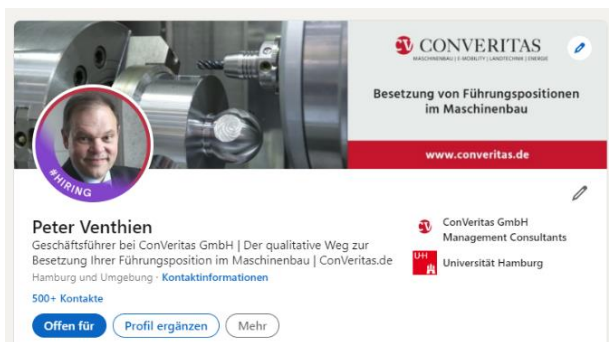 CONVERITAS
MASCHINENBAU | E-MOBILITY | LANDTECHNIK | ENERGIE
Besetzung von Führungspositionen
im Maschinenbau
www.converitas.de
#HIRING
Peter Venthien
Geschäftsführer bei ConVeritas GmbH | Der qualitative Weg zur
Besetzung Ihrer Führungsposition im Maschinenbau | ConVeritas.de
Hamburg und Umgebung · Kontaktinformationen
500+ Kontakte
Offen für
Profil ergänzen
Mehr
ConVeritas GmbH
Management Consultants
UH
Universität Hamburg